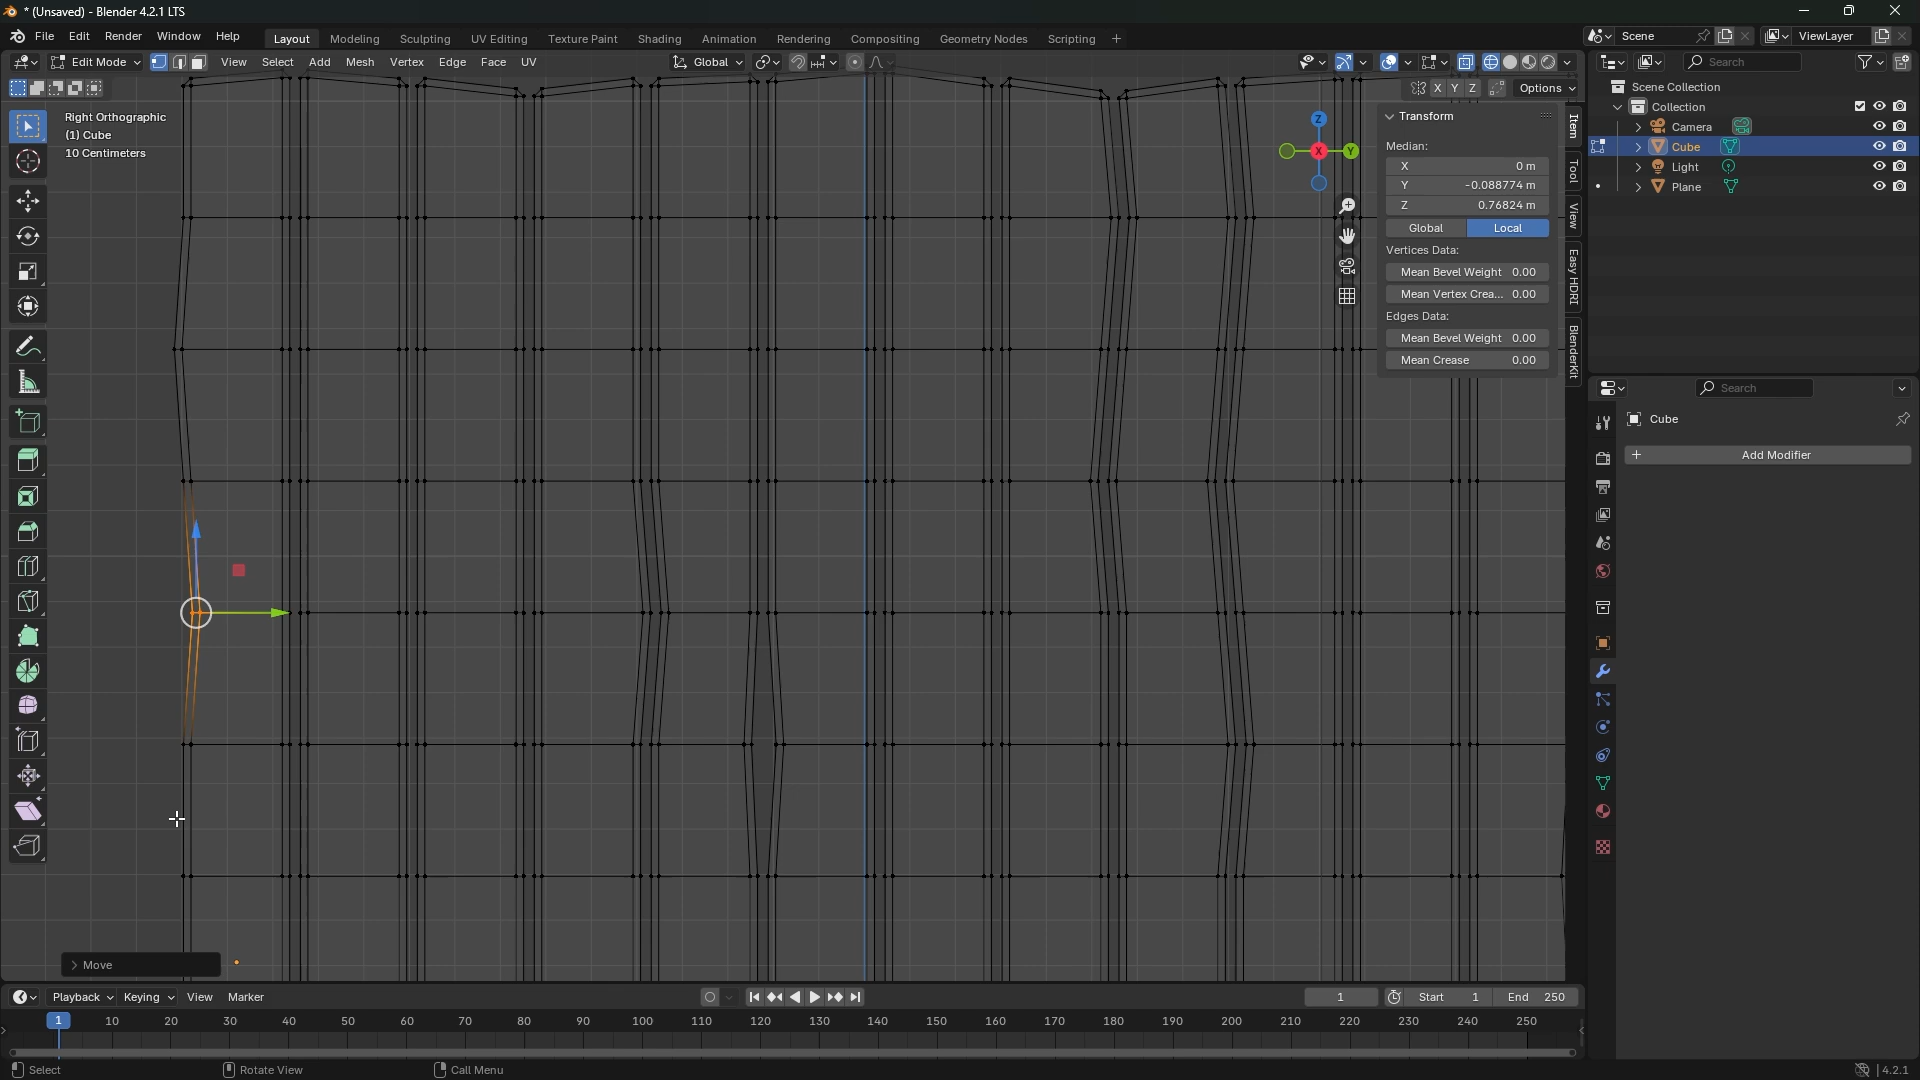 * (Unsaved) - Blender 4.2.1 LTS
File Edit Render Window Help Layout Modeling Sculpting UV Editing Texture Paint Shading Animation Rendering Compositing Geometry Nodes Scripting + Scene ViewLayer
Edit Mode View Select Add Mesh Vertex Edge Face UV Global Search
X Y Z Options
Right Orthographic
(1) Cube
10 Centimeters
Z
X
Y
Transform
Median:
X 0 m
Y -0.088774 m
Z 0.76824 m
Global Local
Vertices Data:
Mean Bevel Weight 0.00
Mean Vertex Crea... 0.00
Edges Data:
Mean Bevel Weight 0.00
Mean Crease 0.00
Item
Tool
View
Easy HDRI
BlenderKit
Scene Collection
Collection
Camera
Cube
Light
Plane
Search
Cube
Add Modifier
Move
Playback Keying View Marker 1 Start 1 End 250
1 10 20 30 40 50 60 70 80 90 100 110 120 130 140 150 160 170 180 190 200 210 220 230 240 250
Select Rotate View Call Menu 4.2.1